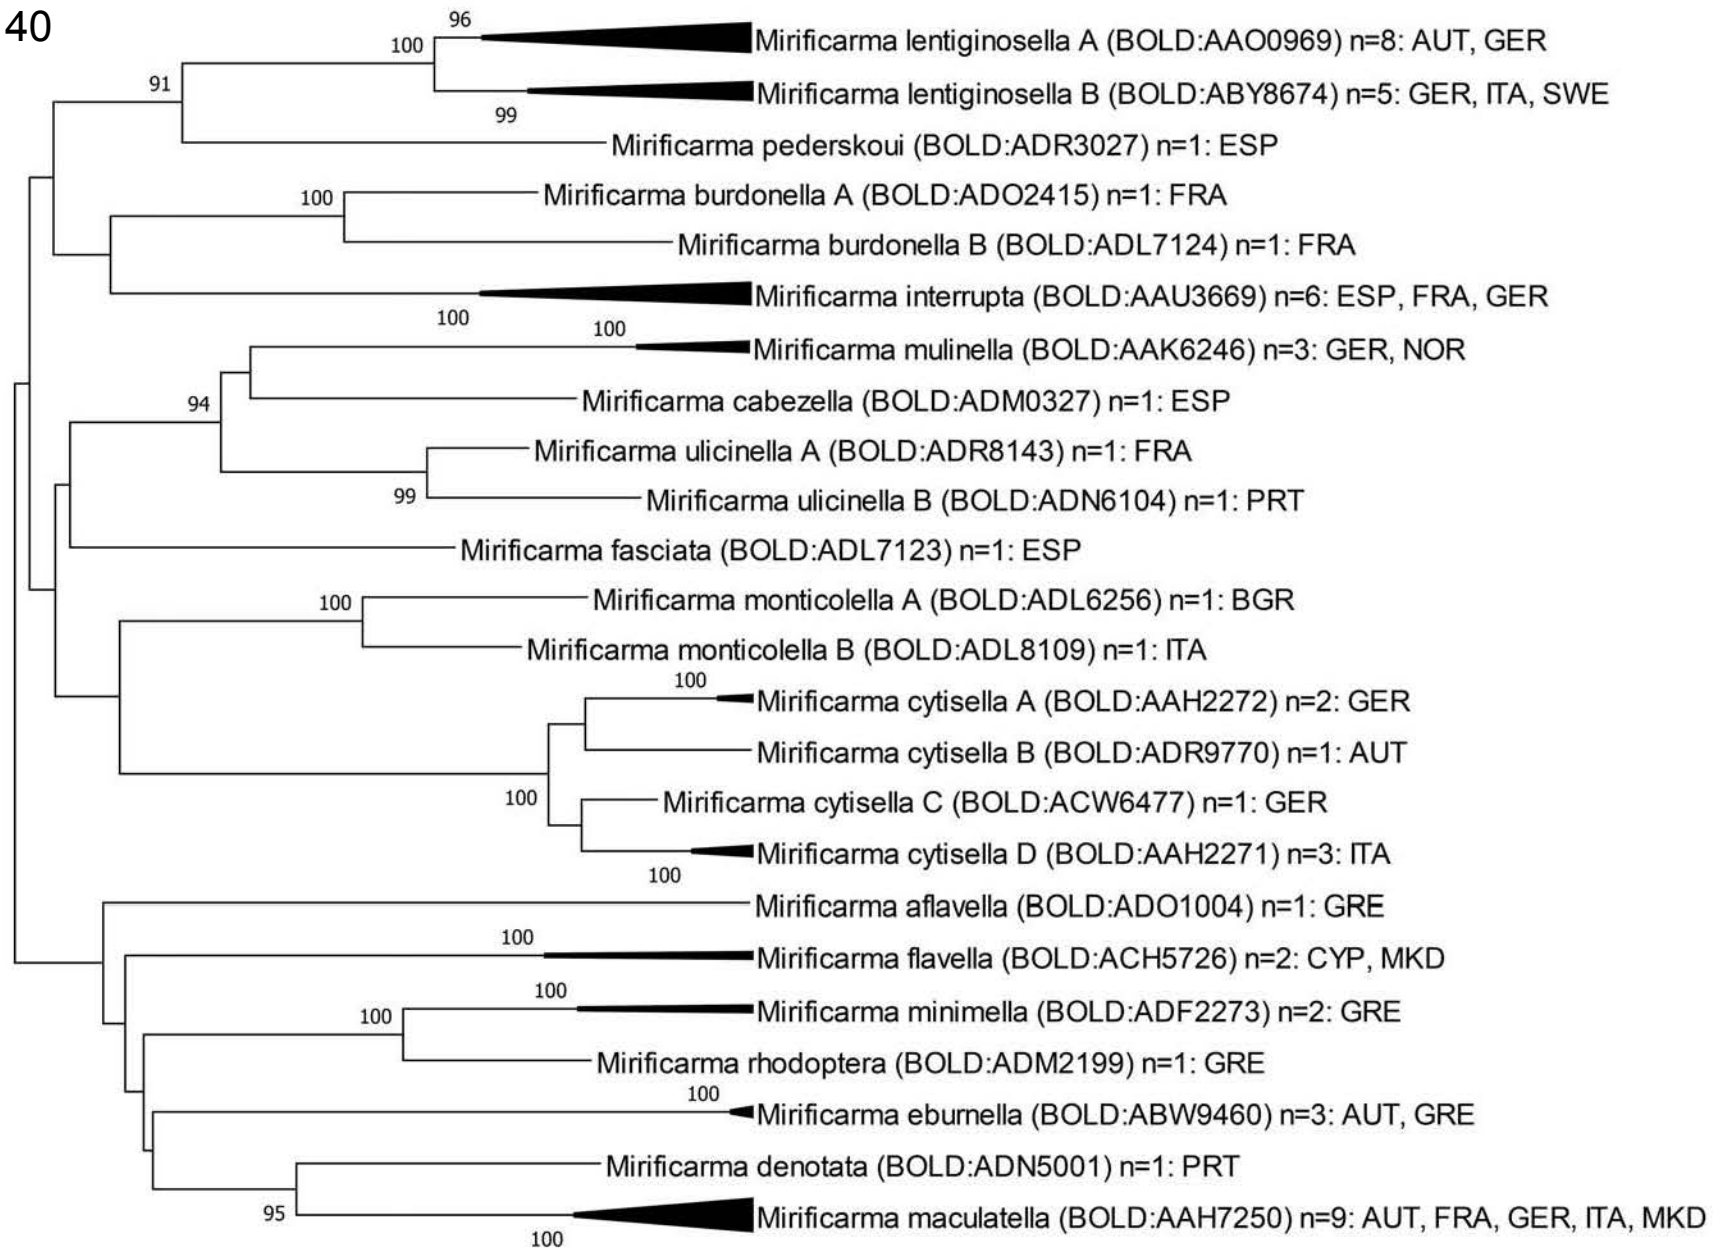 40
96
100
Mirificarma lentiginosella A (BOLD:AAO0969) n=8: AUT, GER
91
Mirificarma lentiginosella B (BOLD:ABY8674) n=5: GER, ITA, SWE
99
Mirificarma pederskoui (BOLD:ADR3027) n=1: ESP
100
Mirificarma burdonella A (BOLD:ADO2415) n=1: FRA
Mirificarma burdonella B (BOLD:ADL7124) n=1: FRA
Mirificarma interrupta (BOLD:AAU3669) n=6: ESP, FRA, GER
100
100
Mirificarma mulinella (BOLD:AAK6246) n=3: GER, NOR
94
Mirificarma cabezella (BOLD:ADM0327) n=1: ESP
Mirificarma ulicinella A (BOLD:ADR8143) n=1: FRA
99
Mirificarma ulicinella B (BOLD:ADN6104) n=1: PRT
Mirificarma fasciata (BOLD:ADL7123) n=1: ESP
100
Mirificarma monticolella A (BOLD:ADL6256) n=1: BGR
Mirificarma monticolella B (BOLD:ADL8109) n=1: ITA
100
Mirificarma cytisella A (BOLD:AAH2272) n=2: GER
Mirificarma cytisella B (BOLD:ADR9770) n=1: AUT
100
Mirificarma cytisella C (BOLD:ACW6477) n=1: GER
Mirificarma cytisella D (BOLD:AAH2271) n=3: ITA
100
Mirificarma aflavella (BOLD:ADO1004) n=1: GRE
100
Mirificarma flavella (BOLD:ACH5726) n=2: CYP, MKD
100
Mirificarma minimella (BOLD:ADF2273) n=2: GRE
100
Mirificarma rhodoptera (BOLD:ADM2199) n=1: GRE
100
Mirificarma eburnella (BOLD:ABW9460) n=3: AUT, GRE
Mirificarma denotata (BOLD:ADN5001) n=1: PRT
95
Mirificarma maculatella (BOLD:AAH7250) n=9: AUT, FRA, GER, ITA, MKD
100